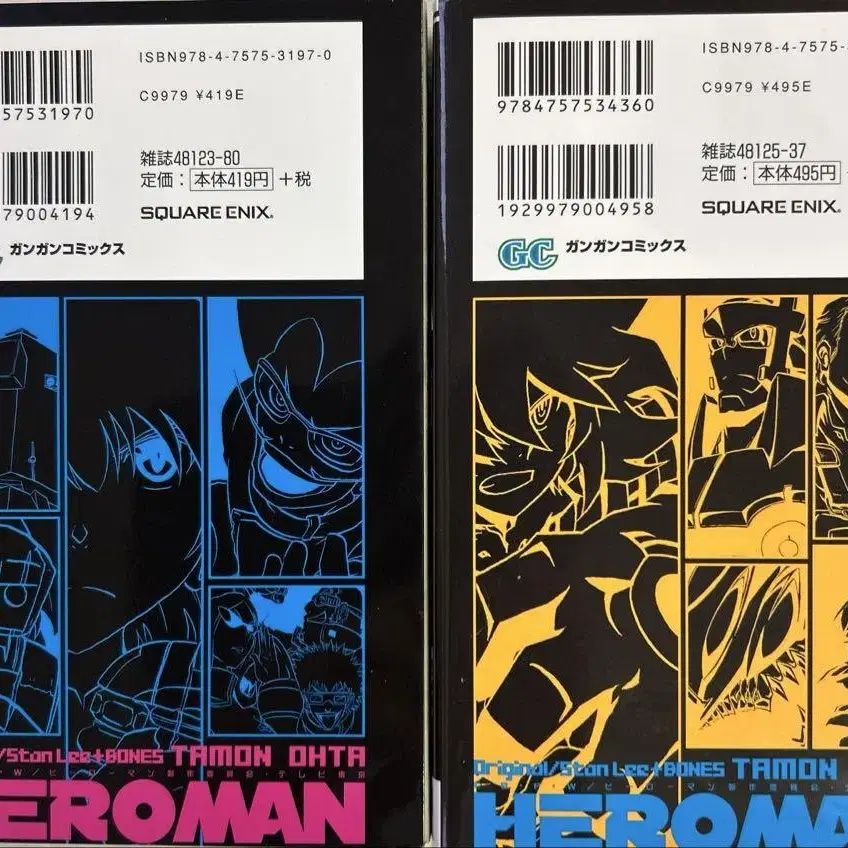 ISBN978-4-7575-3197-0
57531970
C9979 ¥419E
雑誌48123-80
定価：本体419円+税
79004194
SQUARE ENIX.
ガンガンコミックス
/Stan Lee+BONES TAMON OHTA
EROMAN
ISBN978-4-7575-
9784757534360
C9979 ¥495E
雑誌48125-37
定価：本体495円
1929979004958
SQUARE ENIX.
GC ガンガンコミックス
Original/Stan Lee+BONES TAMON
HEROMA